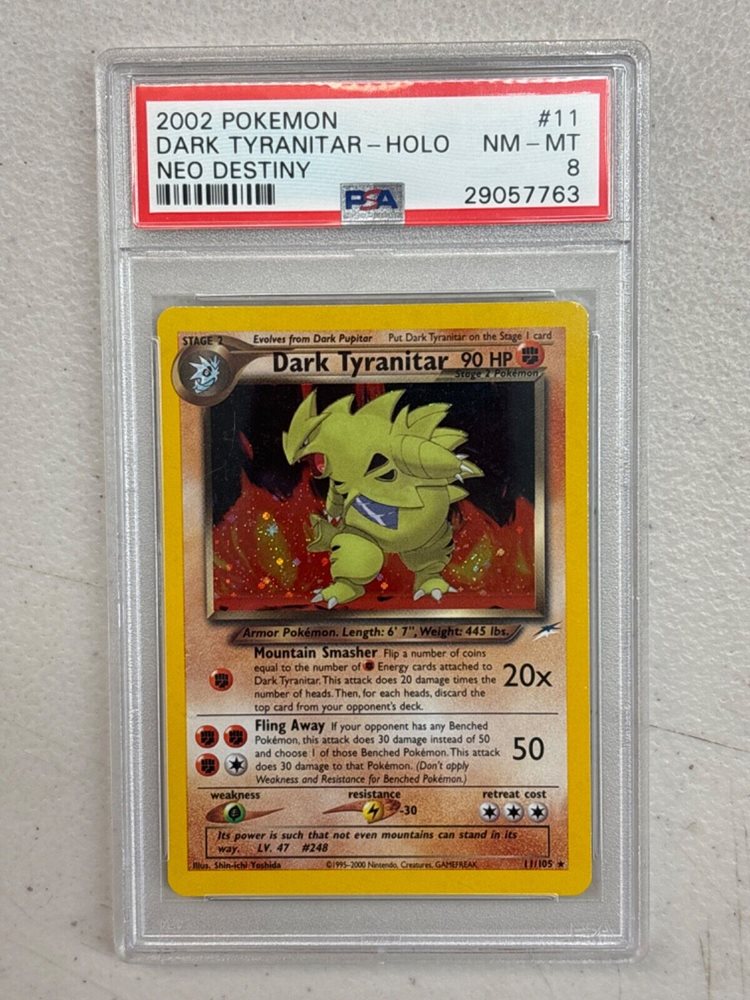 2002 POKEMON #11
DARK TYRANITAR - HOLO NM - MT
NEO DESTINY 8
PSA 29057763
STAGE 2 Evolves from Dark Pupitar Put Dark Tyranitar on the Stage 1 card
Dark Tyranitar 90 HP
Stage 2 Pokémon
Armor Pokémon. Length: 6' 7", Weight: 445 lbs.
Mountain Smasher Flip a number of coins
equal to the number of Energy cards attached to
Dark Tyranitar. This attack does 20 damage times the
number of heads. Then, for each heads, discard the
top card from your opponent's deck.
20x
Fling Away If your opponent has any Benched
Pokémon, this attack does 30 damage instead of 50
and choose 1 of those Benched Pokémon. This attack
does 30 damage to that Pokémon. (Don't apply
Weakness and Resistance for Benched Pokémon.)
50
weakness resistance retreat cost
-30
Its power is such that not even mountains can stand in its
way. LV. 47 #248
Illus. Shin-ichi Yoshida ©1995-2000 Nintendo, Creatures, GAMEFREAK 11/105 ★